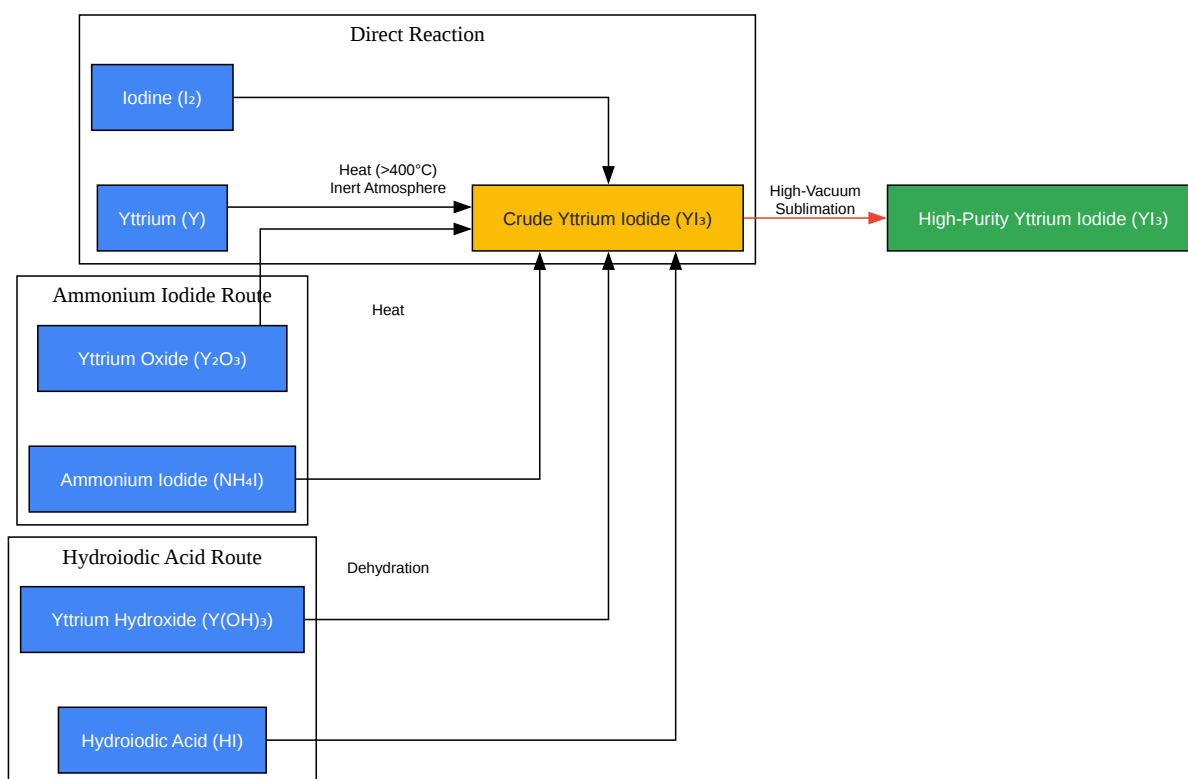 Direct Reaction
Iodine (I₂)
Heat (>400°C)
Inert Atmosphere
Yttrium (Y)
Crude Yttrium Iodide (YI₃)
High-Vacuum
Sublimation
High-Purity Yttrium Iodide (YI₃)
Ammonium Iodide Route
Heat
Yttrium Oxide (Y₂O₃)
Ammonium Iodide (NH₄I)
Hydroiodic Acid Route
Dehydration
Yttrium Hydroxide (Y(OH)₃)
Hydroiodic Acid (HI)